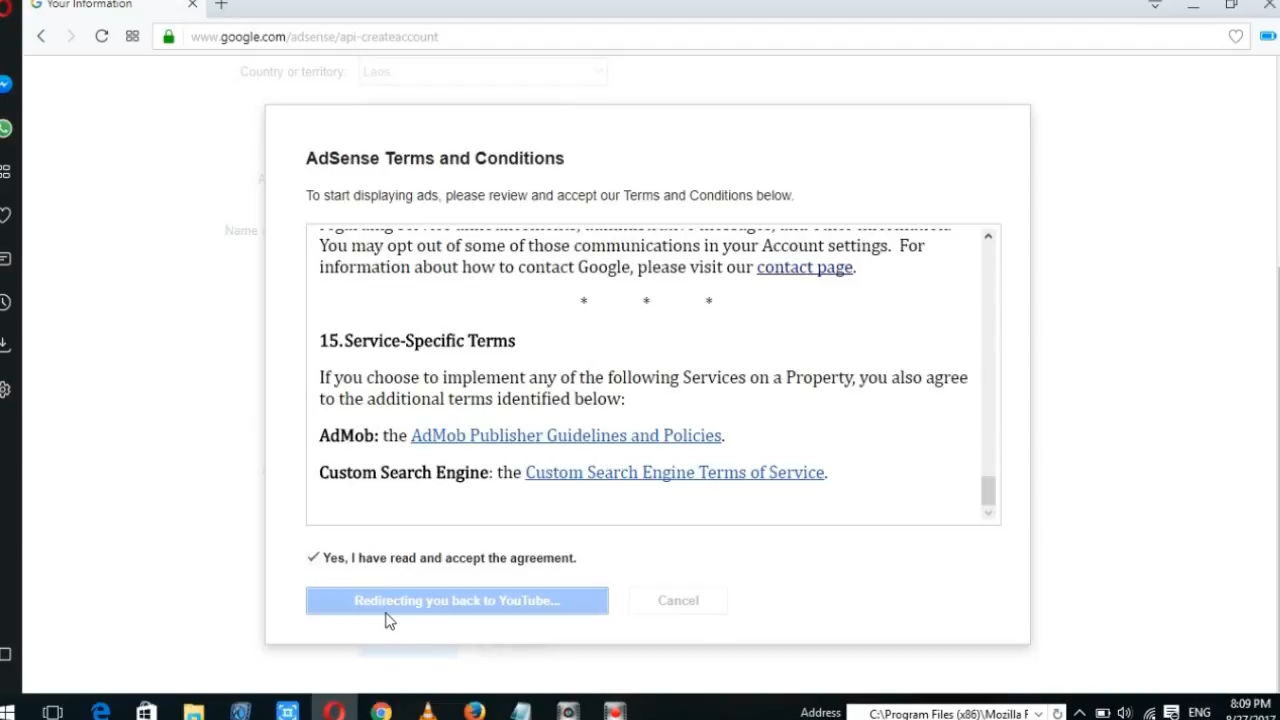 Your Information
www.google.com/adsense/api-createaccount
Country or territory: Laos
Name
AdSense Terms and Conditions
To start displaying ads, please review and accept our Terms and Conditions below.
You may opt out of some of those communications in your Account settings. For
information about how to contact Google, please visit our contact page.
* * *
15. Service-Specific Terms
If you choose to implement any of the following Services on a Property, you also agree
to the additional terms identified below:
AdMob: the AdMob Publisher Guidelines and Policies.
Custom Search Engine: the Custom Search Engine Terms of Service.
Yes, I have read and accept the agreement.
Redirecting you back to YouTube...
Cancel
8:09 PM
Address
C:\Program Files (x86)\Mozilla F
ENG